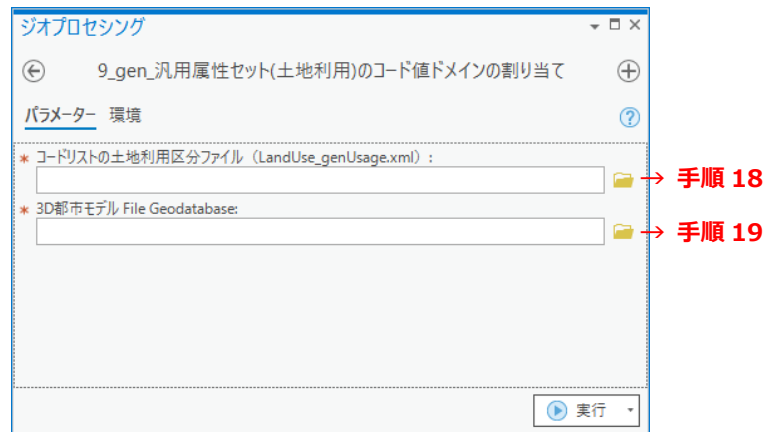 ジオプロセシング
9_gen_汎用属性セット(土地利用)のコード値ドメインの割り当て
パラメーター 環境
* コードリストの土地利用区分ファイル（LandUse_genUsage.xml）:
→ 手順 18
* 3D都市モデル File Geodatabase:
→ 手順 19
実行